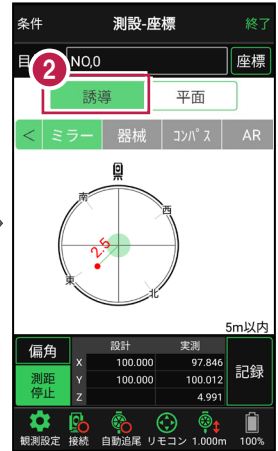 条件 測設-座標 終了
目 NO,0 座標
2
誘導 平面
< ミラー 器械 ｺﾝﾊﾟｽ AR
南
西
2.5
東
北
5m以内
偏角 設計 実測
X 100.000 97.846
測距停止 Y 100.000 100.012 記録
Z 4.991
観測設定 接続 自動追尾 リモコン 1.000m 100%